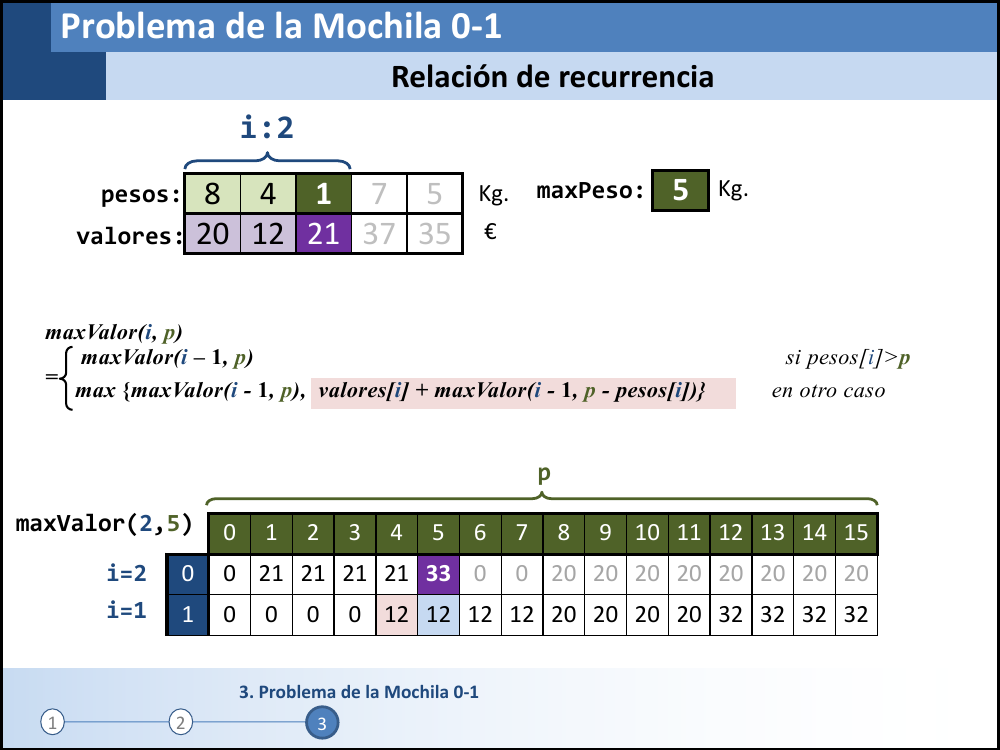 Problema de la Mochila 0-1
Relación de recurrencia
i:2
pesos: 8 4 1 7 5 Kg. maxPeso: 5 Kg.
valores: 20 12 21 37 35 €
maxValor(i, p)
maxValor(i – 1, p) si pesos[i]>p
={
max {maxValor(i - 1, p), valores[i] + maxValor(i - 1, p - pesos[i])} en otro caso
p
maxValor(2,5) 0 1 2 3 4 5 6 7 8 9 10 11 12 13 14 15
i=2 0 0 21 21 21 21 33 0 0 20 20 20 20 20 20 20 20
i=1 1 0 0 0 0 12 12 12 12 20 20 20 20 32 32 32 32
3. Problema de la Mochila 0-1
1 2 3